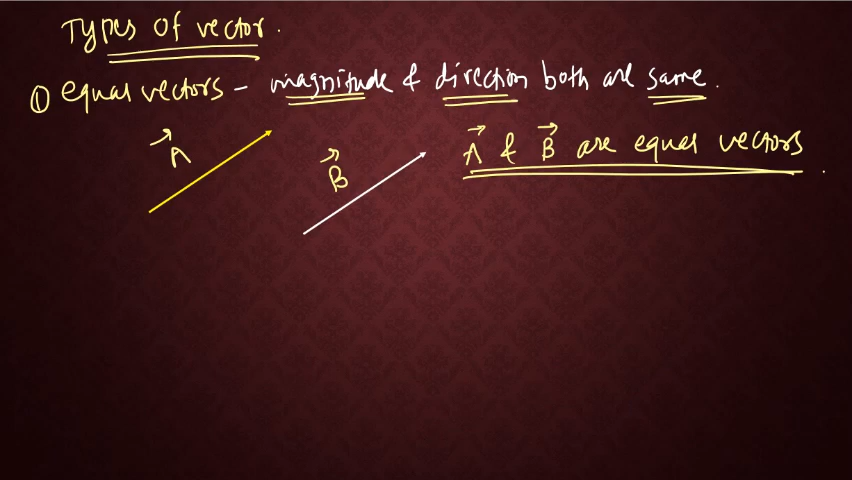 Types of vector.
① equal vectors - magnitude & direction both are same.
A⃗ B⃗ A⃗ & B⃗ are equal vectors.